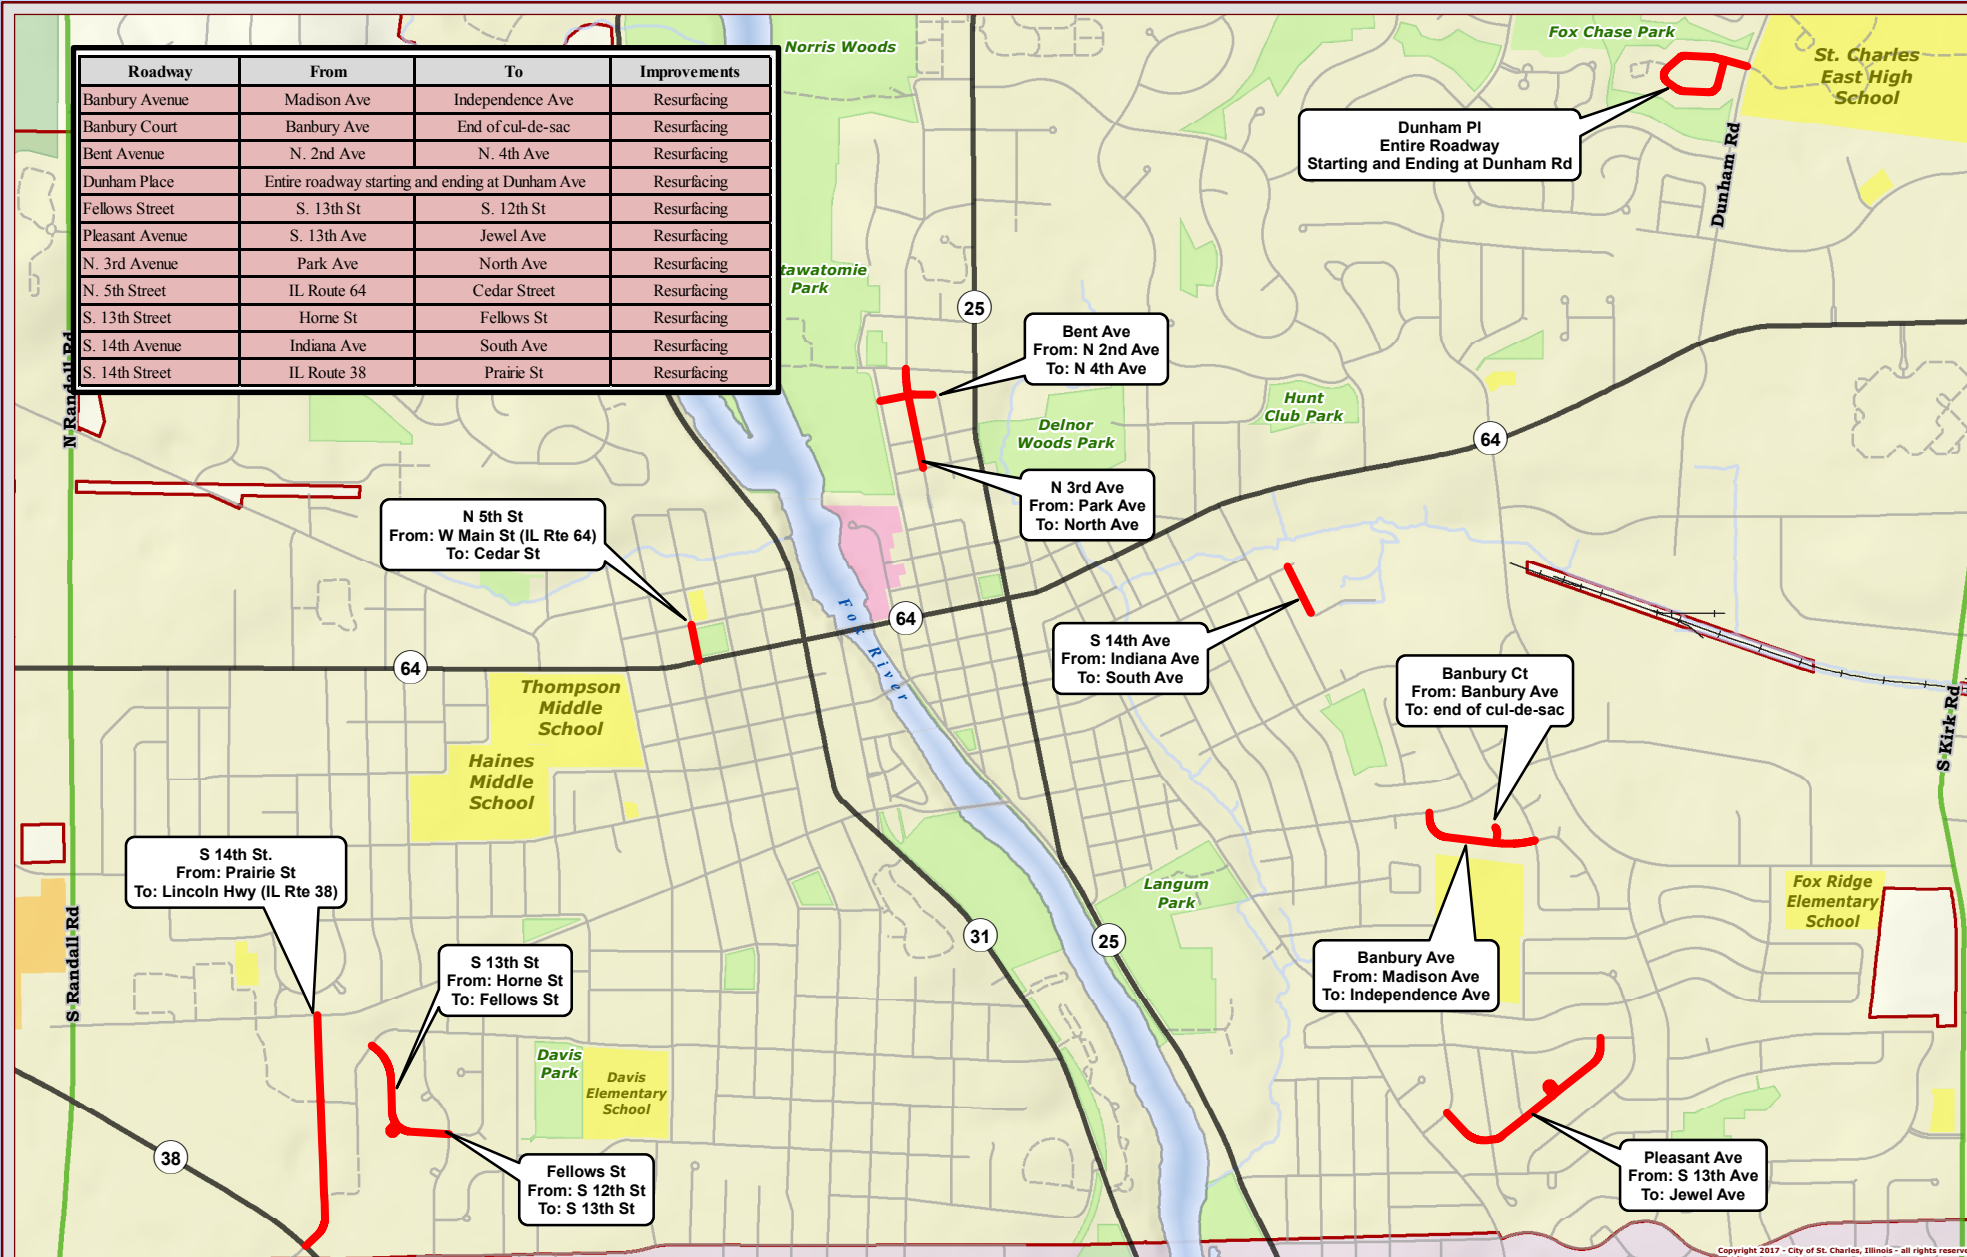 Roadway From To Improvements
Banbury Avenue Madison Ave Independence Ave Resurfacing
Banbury Court Banbury Ave End of cul-de-sac Resurfacing
Bent Avenue N. 2nd Ave N. 4th Ave Resurfacing
Dunham Place Entire roadway starting and ending at Dunham Ave Resurfacing
Fellows Street S. 13th St S. 12th St Resurfacing
Pleasant Avenue S. 13th Ave Jewel Ave Resurfacing
N. 3rd Avenue Park Ave North Ave Resurfacing
N. 5th Street IL Route 64 Cedar Street Resurfacing
S. 13th Street Horne St Fellows St Resurfacing
S. 14th Avenue Indiana Ave South Ave Resurfacing
S. 14th Street IL Route 38 Prairie St Resurfacing
Norris Woods
Fox Chase Park
St. Charles
East High
School
Dunham Pl
Entire Roadway
Starting and Ending at Dunham Rd
Dunham Rd
tawatomie
Park
25
Bent Ave
From: N 2nd Ave
To: N 4th Ave
N Randall Rd
Hunt
Club Park
Delnor
Woods Park
64
N 3rd Ave
From: Park Ave
To: North Ave
N 5th St
From: W Main St (IL Rte 64)
To: Cedar St
Fox River
64
64
S 14th Ave
From: Indiana Ave
To: South Ave
Banbury Ct
From: Banbury Ave
To: end of cul-de-sac
S Kirk Rd
Thompson
Middle
School
Haines
Middle
School
S 14th St.
From: Prairie St
To: Lincoln Hwy (IL Rte 38)
Langum
Park
Fox Ridge
Elementary
School
S Randall Rd
31
25
S 13th St
From: Horne St
To: Fellows St
Banbury Ave
From: Madison Ave
To: Independence Ave
Davis
Park
Davis
Elementary
School
38
Fellows St
From: S 12th St
To: S 13th St
Pleasant Ave
From: S 13th Ave
To: Jewel Ave
Copyright 2017 - City of St. Charles, Illinois - all rights reserve